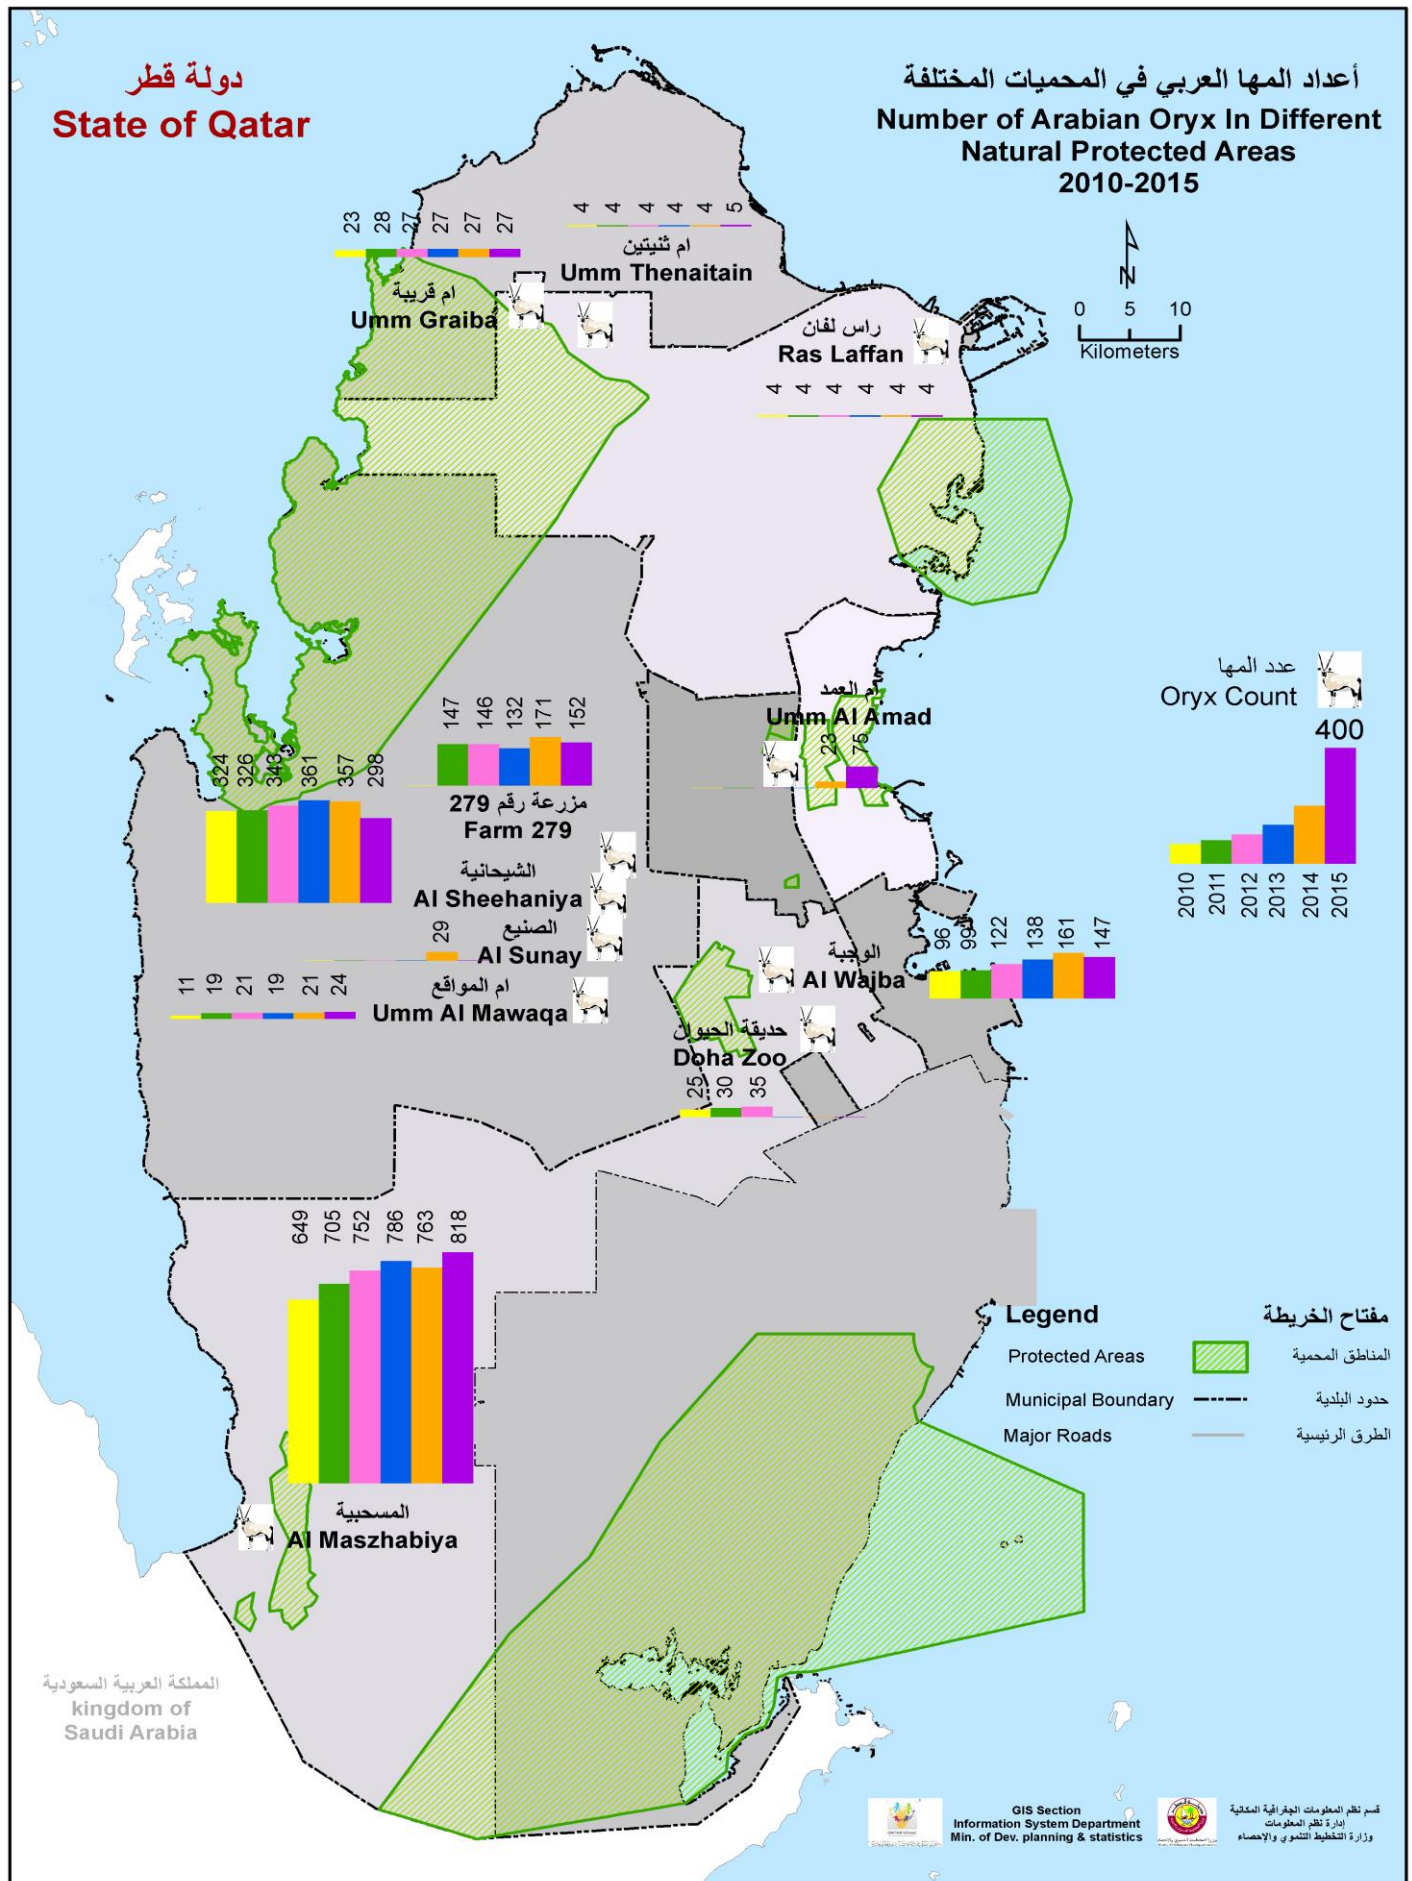 دولة قطر
State of Qatar
أعداد المها العربي في المحميات المختلفة
Number of Arabian Oryx In Different
Natural Protected Areas
2010-2015
N
0 5 10
Kilometers
23 28 27 27 27 27
ام قريبة
Umm Graiba
4 4 4 4 4 5
ام ثنيتين
Umm Thenaitain
راس لفان
Ras Laffan
4 4 4 4 4 4
عدد المها
Oryx Count
400
2010 2011 2012 2013 2014 2015
ام العمد
Umm Al Amad
23 75
147 146 132 171 152
مزرعة رقم 279
Farm 279
324 326 343 361 357 298
الشيحانية
Al Sheehaniya
29
الصنيع
Al Sunay
11 19 21 19 21 24
ام المواقع
Umm Al Mawaqa
الوجبة
Al Wajba
96 99 122 138 161 147
حديقة الحيوان
Doha Zoo
25 30 35
649 705 752 786 763 818
المسحبية
Al Maszhabiya
Legend مفتاح الخريطة
Protected Areas المناطق المحمية
Municipal Boundary حدود البلدية
Major Roads الطرق الرئيسية
المملكة العربية السعودية
kingdom of
Saudi Arabia
GIS Section
Information System Department
Min. of Dev. planning & statistics
قسم نظم المعلومات الجغرافية المكانية
إدارة نظم المعلومات
وزارة التخطيط التنموي والإحصاء